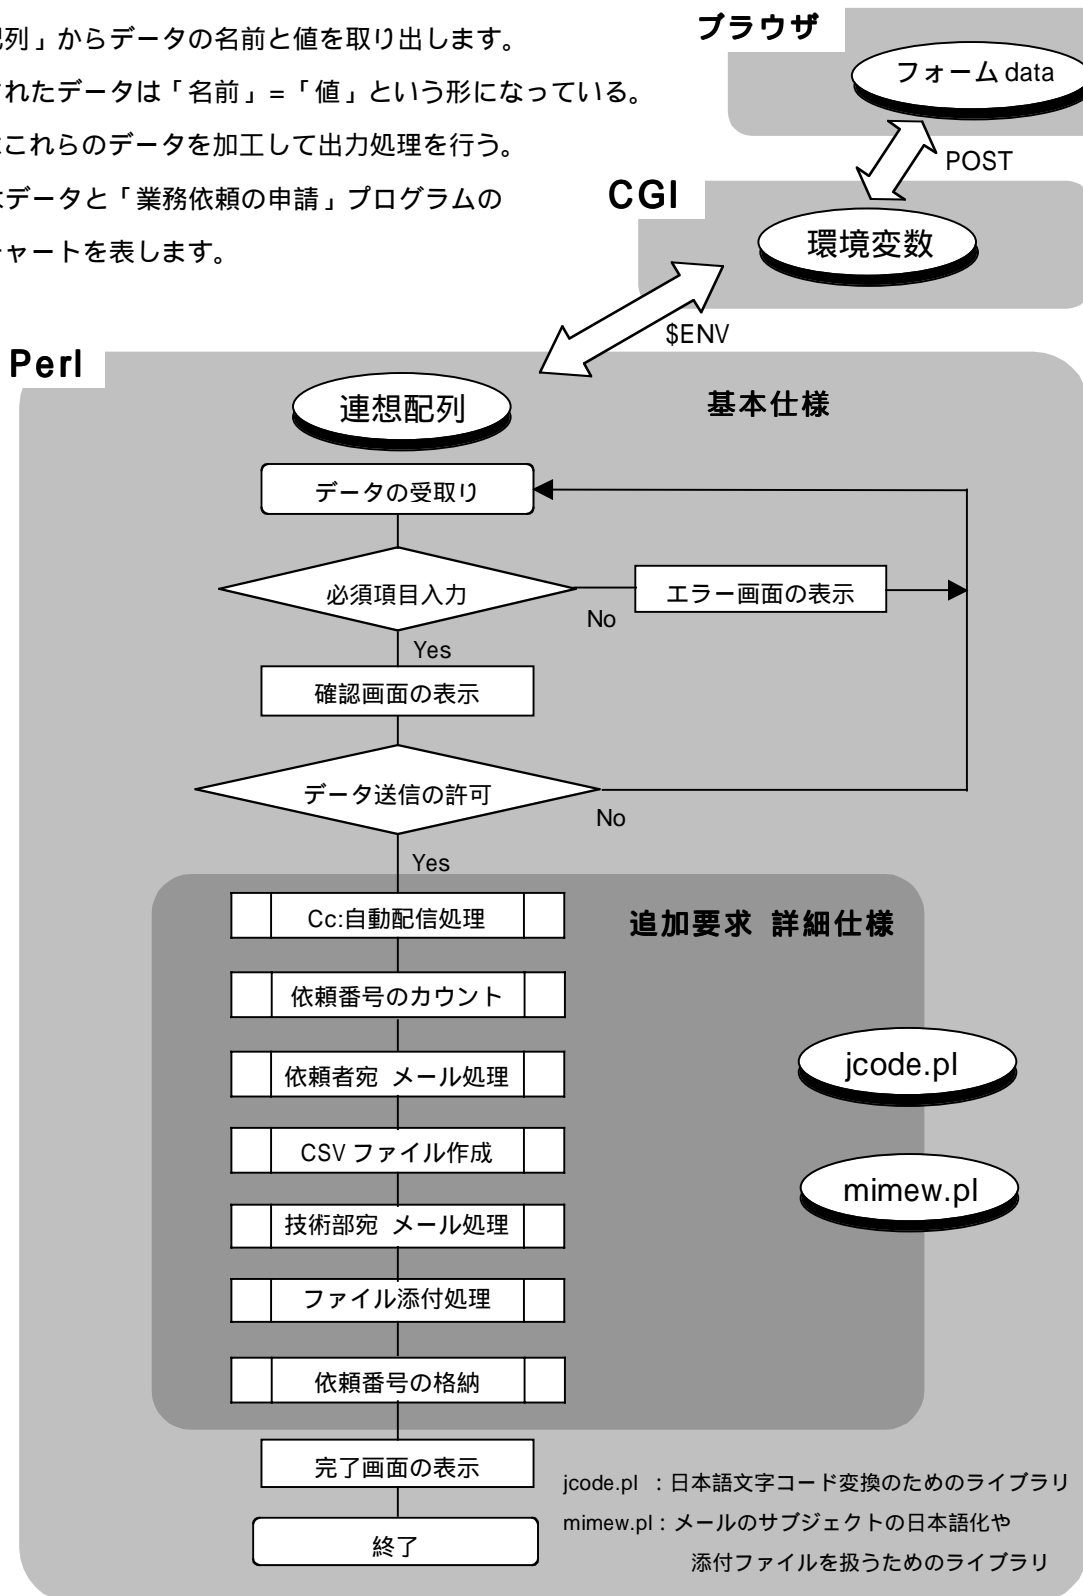 列」からデータの名前と値を取り出します。
れたデータは「名前」=「値」という形になっている。
これらのデータを加工して出力処理を行う。
データと「業務依頼の申請」プログラムの
チャートを表します。
ブラウザ
フォーム data
POST
CGI
環境変数
$ENV
Perl
連想配列
基本仕様
データの受取り
必須項目入力
No
エラー画面の表示
Yes
確認画面の表示
データ送信の許可
No
Yes
追加要求 詳細仕様
Cc:自動配信処理
依頼番号のカウント
依頼者宛 メール処理
jcode.pl
CSV ファイル作成
mimew.pl
技術部宛 メール処理
ファイル添付処理
依頼番号の格納
完了画面の表示
終了
jcode.pl :日本語文字コード変換のためのライブラリ
mimew.pl:メールのサブジェクトの日本語化や
添付ファイルを扱うためのライブラリ